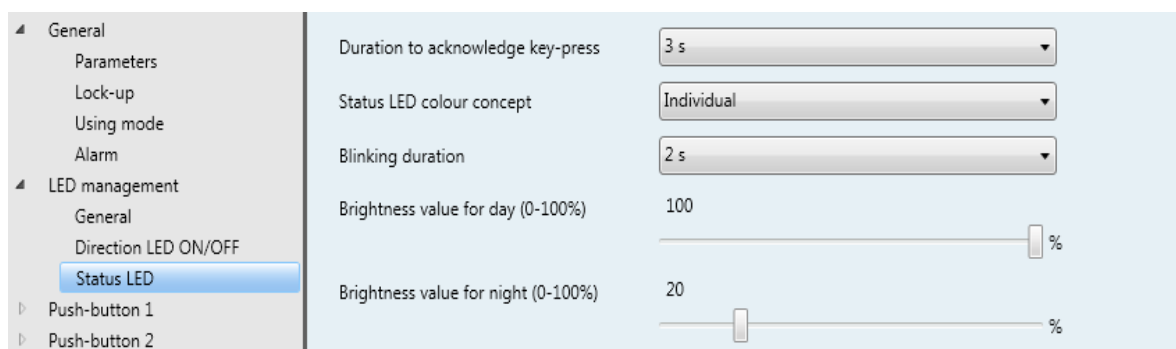 General
Parameters
Lock-up
Using mode
Alarm
LED management
General
Direction LED ON/OFF
Status LED
Push-button 1
Push-button 2
Duration to acknowledge key-press
3 s
Status LED colour concept
Individual
Blinking duration
2 s
Brightness value for day (0-100%)
100
%
Brightness value for night (0-100%)
20
%